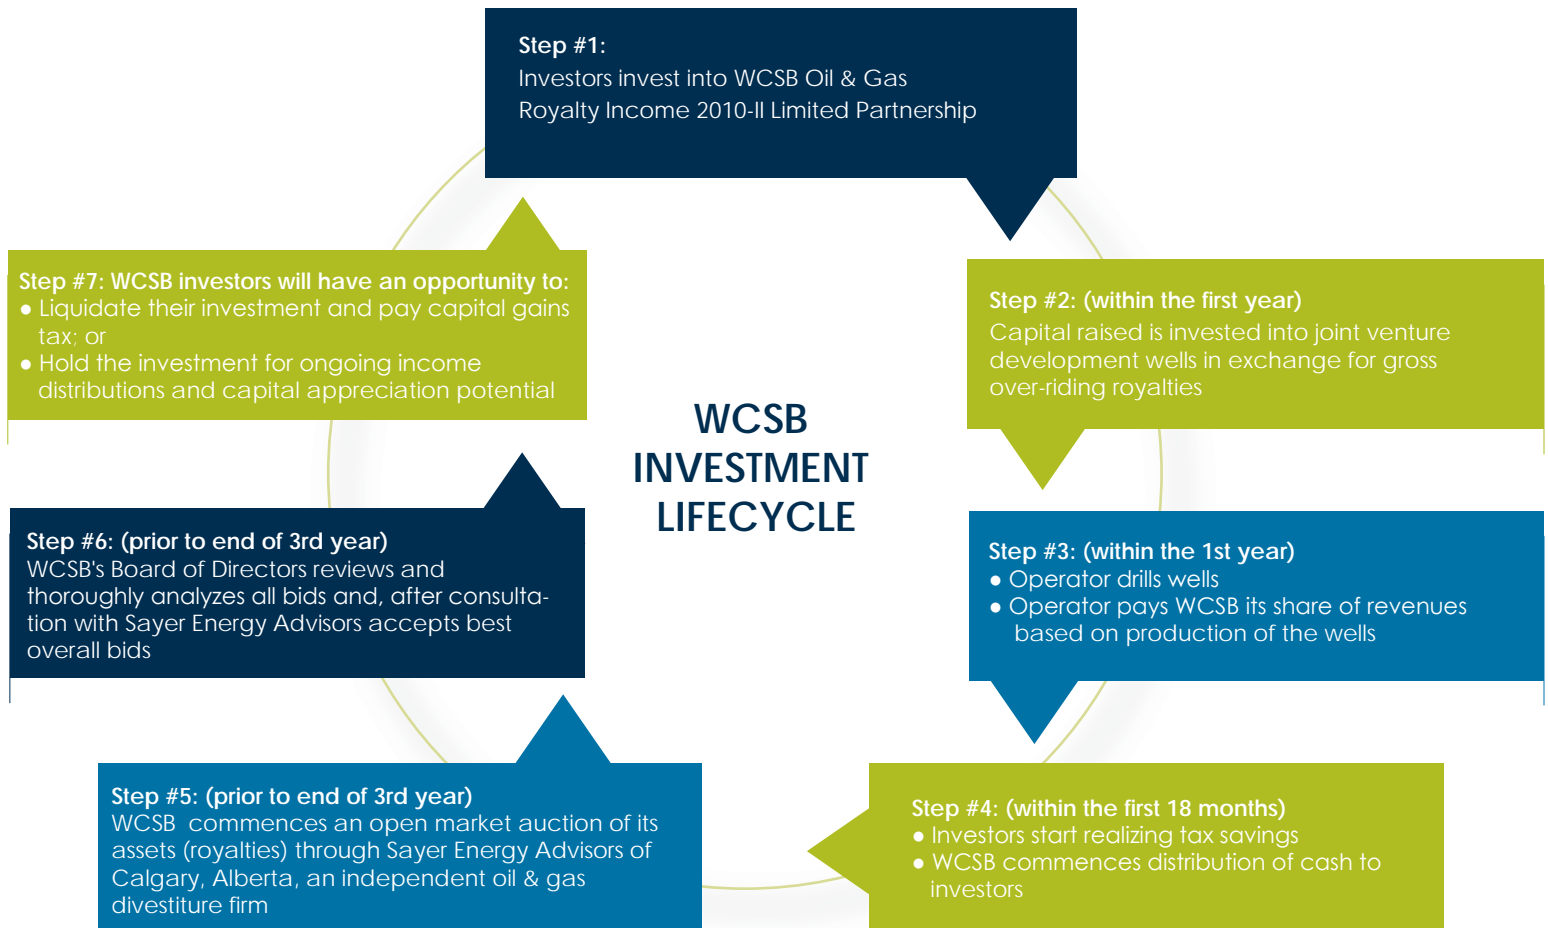 Step #1:
Investors invest into WCSB Oil & Gas
Royalty Income 2010-II Limited Partnership
Step #2: (within the first year)
Capital raised is invested into joint venture
development wells in exchange for gross
over-riding royalties
Step #3: (within the 1st year)
● Operator drills wells
● Operator pays WCSB its share of revenues
based on production of the wells
Step #4: (within the first 18 months)
● Investors start realizing tax savings
● WCSB commences distribution of cash to
investors
Step #5: (prior to end of 3rd year)
WCSB  commences an open market auction of its
assets (royalties) through Sayer Energy Advisors of
Calgary, Alberta, an independent oil & gas
divestiture firm
Step #6: (prior to end of 3rd year)
WCSB's Board of Directors reviews and
thoroughly analyzes all bids and, after consulta-
tion with Sayer Energy Advisors accepts best
overall bids
Step #7: WCSB investors will have an opportunity to:
● Liquidate their investment and pay capital gains
tax; or
● Hold the investment for ongoing income
distributions and capital appreciation potential
WCSB
INVESTMENT
LIFECYCLE